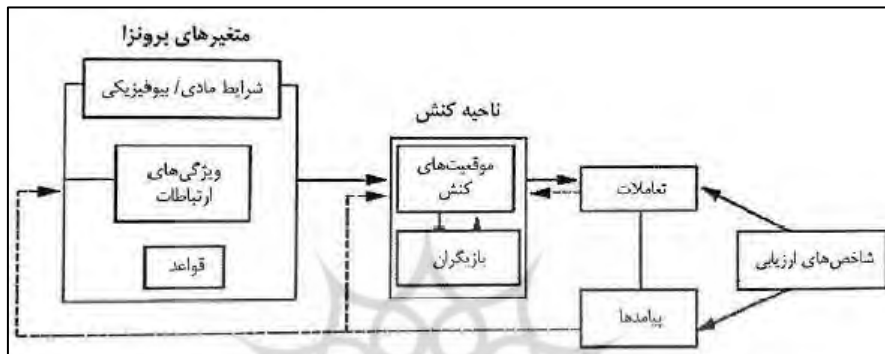 متغیرهای برونزا
شرایط مادی/ بیوفیزیکی
ویژگی‌های
ارتباطات
قواعد
ناحیه کنش
موقعیت‌های
کنش
بازیگران
تعاملات
پیامدها
شاخص‌های ارزیابی